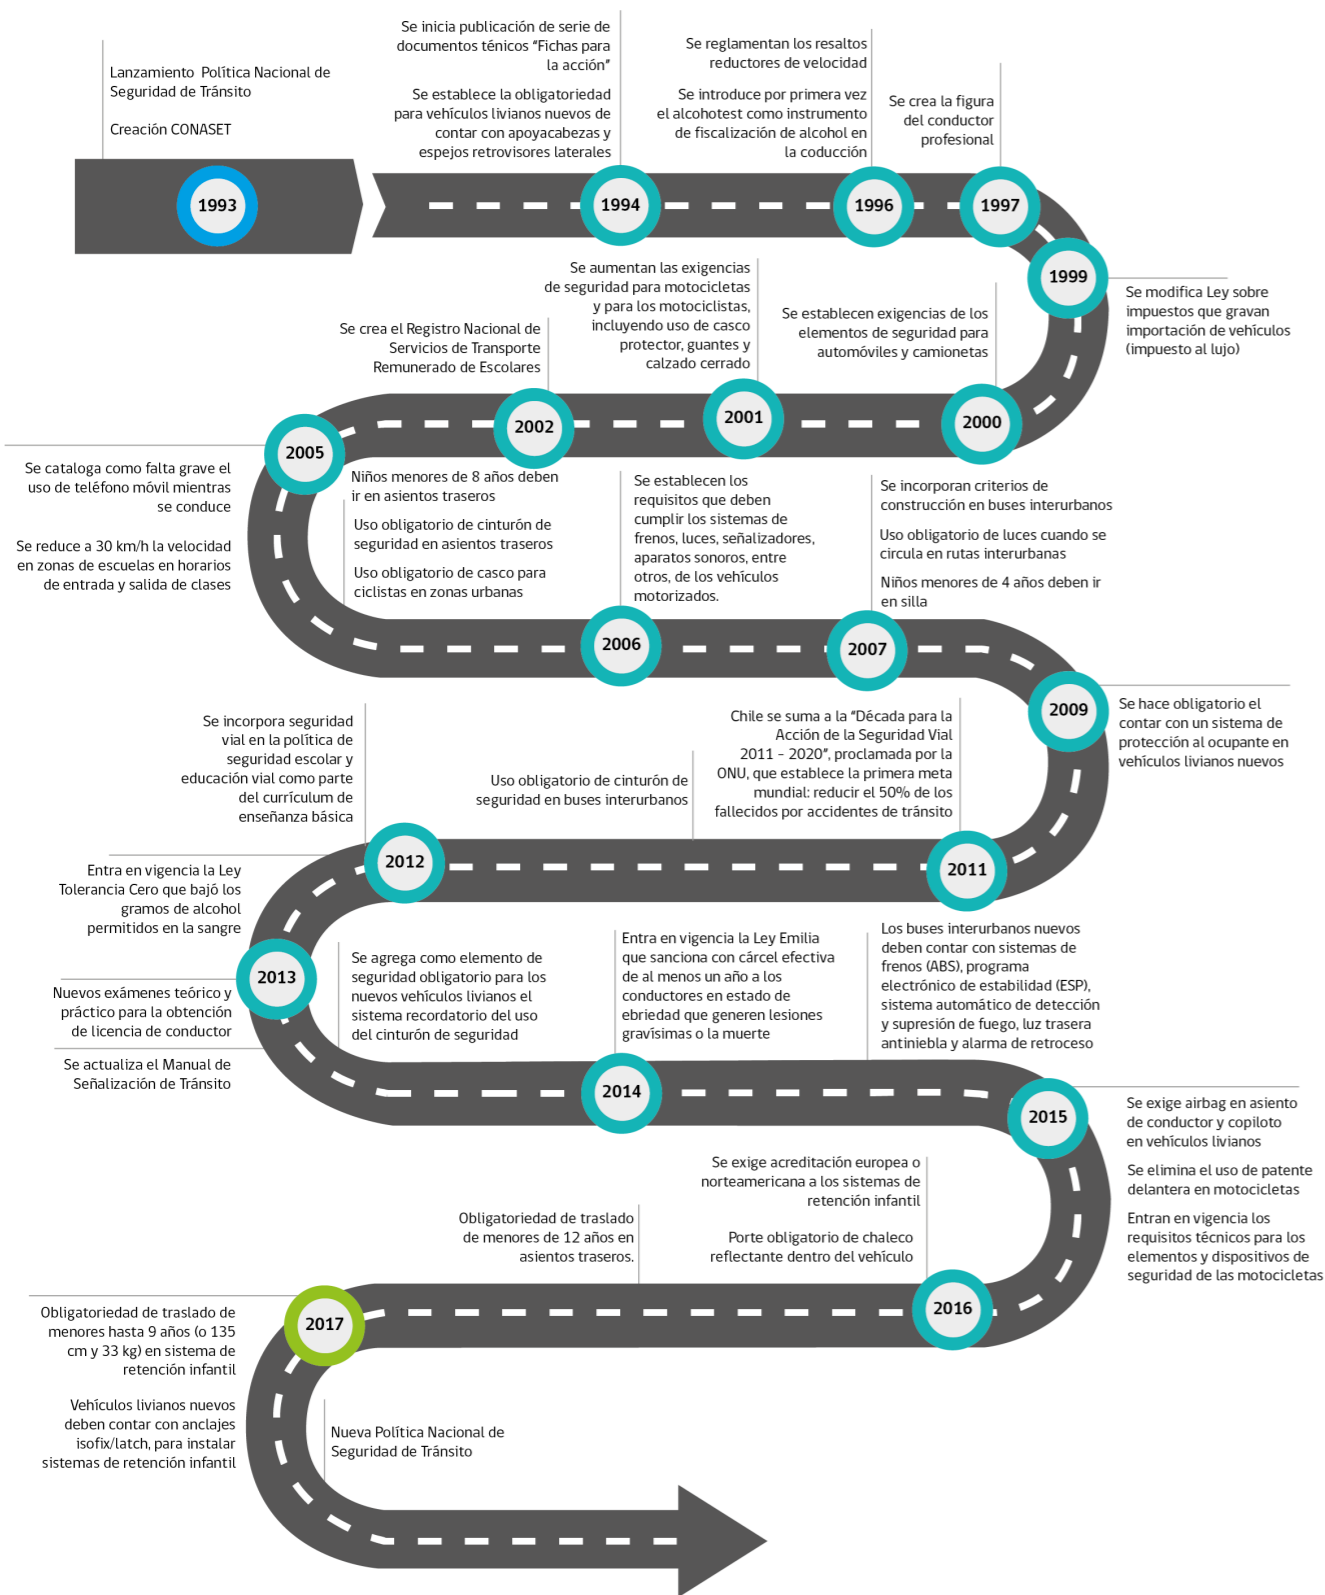 Lanzamiento Política Nacional de
Seguridad de Tránsito
Creación CONASET
1993
Se inicia publicación de serie de
documentos ténicos “Fichas para
la acción”
Se establece la obligatoriedad
para vehículos livianos nuevos de
contar con apoyacabezas y
espejos retrovisores laterales
1994
Se reglamentan los resaltos
reductores de velocidad
Se introduce por primera vez
el alcohotest como instrumento
de fiscalización de alcohol en
la coducción
1996
Se crea la figura
del conductor
profesional
1997
1999
Se modifica Ley sobre
impuestos que gravan
importación de vehículos
(impuesto al lujo)
Se establecen exigencias de los
elementos de seguridad para
automóviles y camionetas
2000
Se aumentan las exigencias
de seguridad para motocicletas
y para los motociclistas,
incluyendo uso de casco
protector, guantes y
calzado cerrado
2001
Se crea el Registro Nacional de
Servicios de Transporte
Remunerado de Escolares
2002
2005
Se cataloga como falta grave el
uso de teléfono móvil mientras
se conduce
Se reduce a 30 km/h la velocidad
en zonas de escuelas en horarios
de entrada y salida de clases
Niños menores de 8 años deben
ir en asientos traseros
Uso obligatorio de cinturón de
seguridad en asientos traseros
Uso obligatorio de casco para
ciclistas en zonas urbanas
Se establecen los
requisitos que deben
cumplir los sistemas de
frenos, luces, señalizadores,
aparatos sonoros, entre
otros, de los vehículos
motorizados.
2006
Se incorporan criterios de
construcción en buses interurbanos
Uso obligatorio de luces cuando se
circula en rutas interurbanas
Niños menores de 4 años deben ir
en silla
2007
2009
Se hace obligatorio el
contar con un sistema de
protección al ocupante en
vehículos livianos nuevos
Chile se suma a la “Década para la
Acción de la Seguridad Vial
2011 - 2020”, proclamada por la
ONU, que establece la primera meta
mundial: reducir el 50% de los
fallecidos por accidentes de tránsito
2011
Uso obligatorio de cinturón de
seguridad en buses interurbanos
Se incorpora seguridad
vial en la política de
seguridad escolar y
educación vial como parte
del currículum de
enseñanza básica
2012
Entra en vigencia la Ley
Tolerancia Cero que bajó los
gramos de alcohol
permitidos en la sangre
2013
Nuevos exámenes teórico y
práctico para la obtención
de licencia de conductor
Se actualiza el Manual de
Señalización de Tránsito
Se agrega como elemento de
seguridad obligatorio para los
nuevos vehículos livianos el
sistema recordatorio del uso
del cinturón de seguridad
Entra en vigencia la Ley Emilia
que sanciona con cárcel efectiva
de al menos un año a los
conductores en estado de
ebriedad que generen lesiones
gravísimas o la muerte
2014
Los buses interurbanos nuevos
deben contar con sistemas de
frenos (ABS), programa
electrónico de estabilidad (ESP),
sistema automático de detección
y supresión de fuego, luz trasera
antiniebla y alarma de retroceso
2015
Se exige airbag en asiento
de conductor y copiloto
en vehículos livianos
Se elimina el uso de patente
delantera en motocicletas
Entran en vigencia los
requisitos técnicos para los
elementos y dispositivos de
seguridad de las motocicletas
Se exige acreditación europea o
norteamericana a los sistemas de
retención infantil
Porte obligatorio de chaleco
reflectante dentro del vehículo
2016
Obligatoriedad de traslado
de menores de 12 años en
asientos traseros.
2017
Obligatoriedad de traslado de
menores hasta 9 años (o 135
cm y 33 kg) en sistema de
retención infantil
Vehículos livianos nuevos
deben contar con anclajes
isofix/latch, para instalar
sistemas de retención infantil
Nueva Política Nacional de
Seguridad de Tránsito